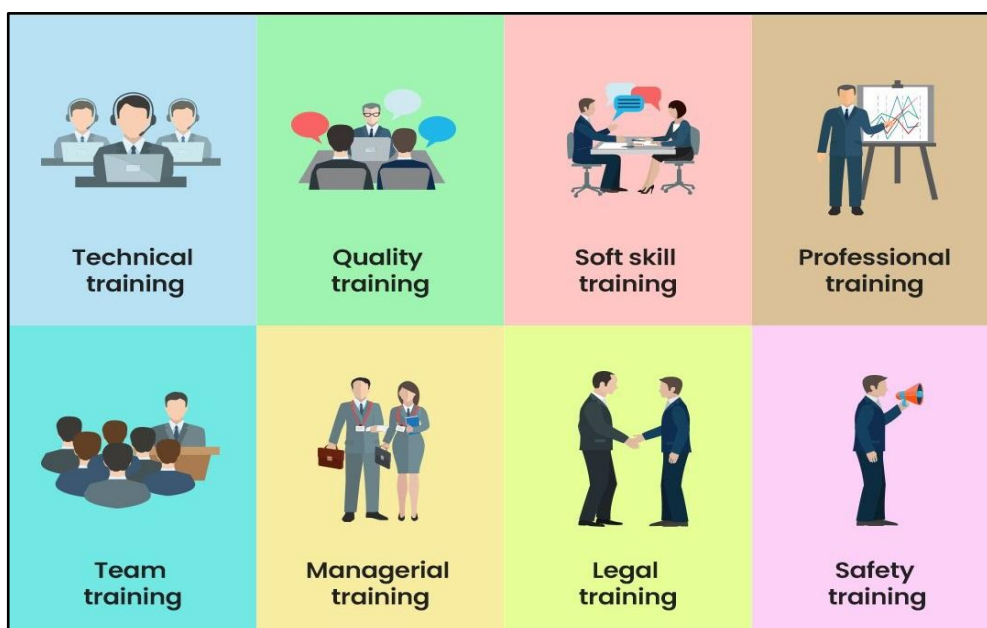 Technical
training
Quality
training
Soft skill
training
Professional
training
Team
training
Managerial
training
Legal
training
Safety
training